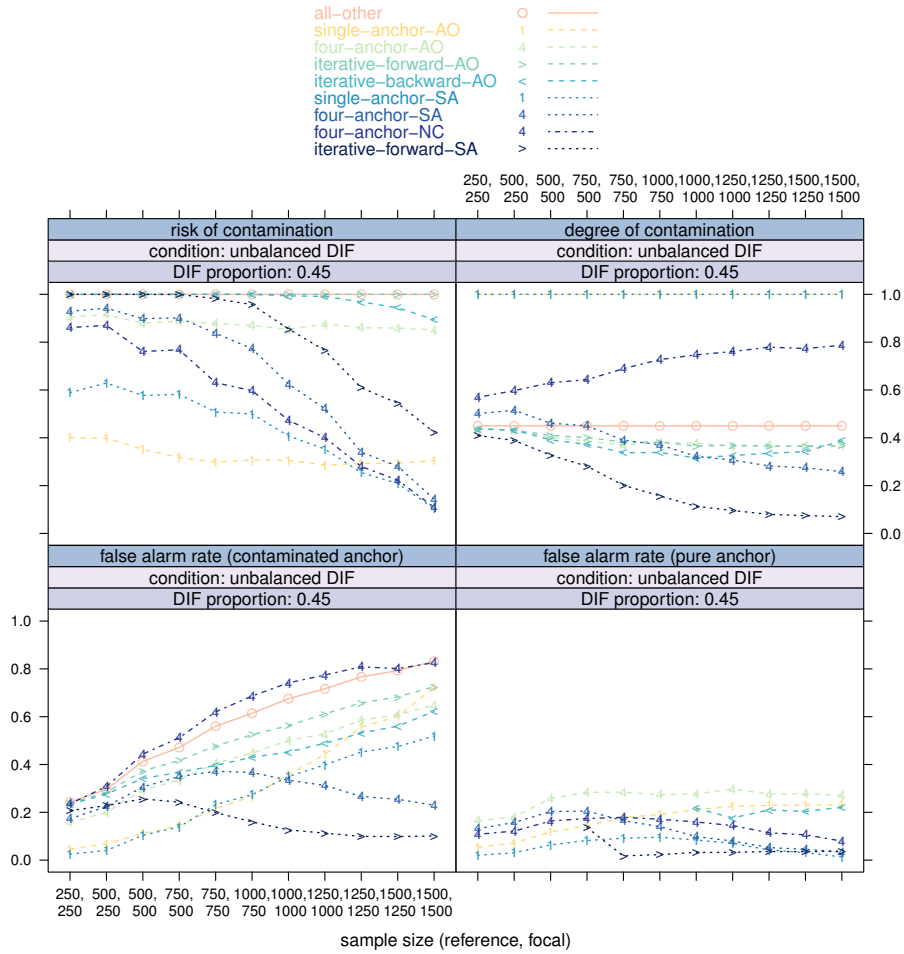 all−other
single−anchor−AO 1
four−anchor−AO 4
iterative−forward−AO >
iterative−backward−AO <
single−anchor−SA 1
four−anchor−SA 4
four−anchor−NC 4
iterative−forward−SA >
250, 500, 500, 750, 750, 1000, 1000, 1250, 1250, 1500, 1500,
250 250 500 500 750 750 1000 1000 1250 1250 1500
risk of contamination
condition: unbalanced DIF
DIF proportion: 0.45
degree of contamination
condition: unbalanced DIF
DIF proportion: 0.45
1.0
0.8
0.6
0.4
0.2
0.0
false alarm rate (contaminated anchor)
condition: unbalanced DIF
DIF proportion: 0.45
false alarm rate (pure anchor)
condition: unbalanced DIF
DIF proportion: 0.45
1.0
0.8
0.6
0.4
0.2
0.0
250, 500, 500, 750, 750, 1000, 1000, 1250, 1250, 1500, 1500,
250 250 500 500 750 750 1000 1000 1250 1250 1500
sample size (reference, focal)